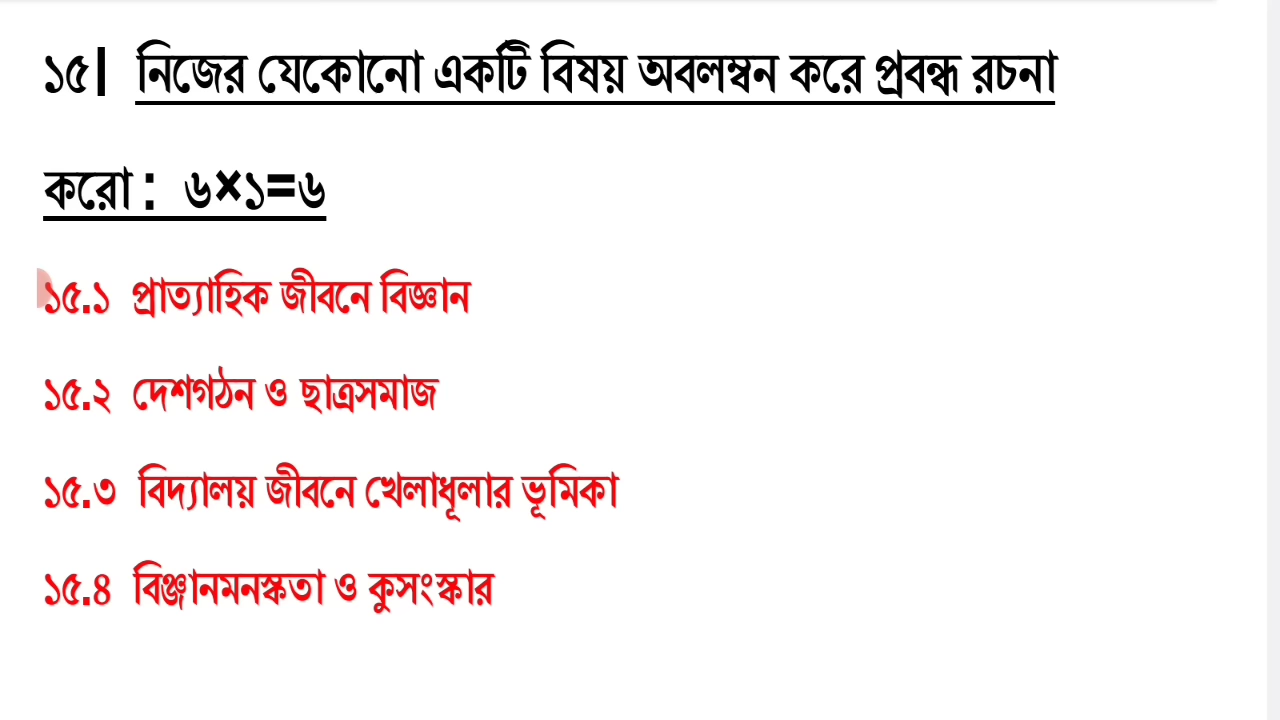 ১৫| নিজের যেকোনো একটি বিষয় অবলম্বন করে প্রবন্ধ রচনা
করো : ৬×১=৬
১৫.১ প্রাত্যাহিক জীবনে বিজ্ঞান
১৫.২ দেশগঠন ও ছাত্রসমাজ
১৫.৩ বিদ্যালয় জীবনে খেলাধূলার ভূমিকা
১৫.৪ বিঞ্জানমনস্কতা ও কুসংস্কার